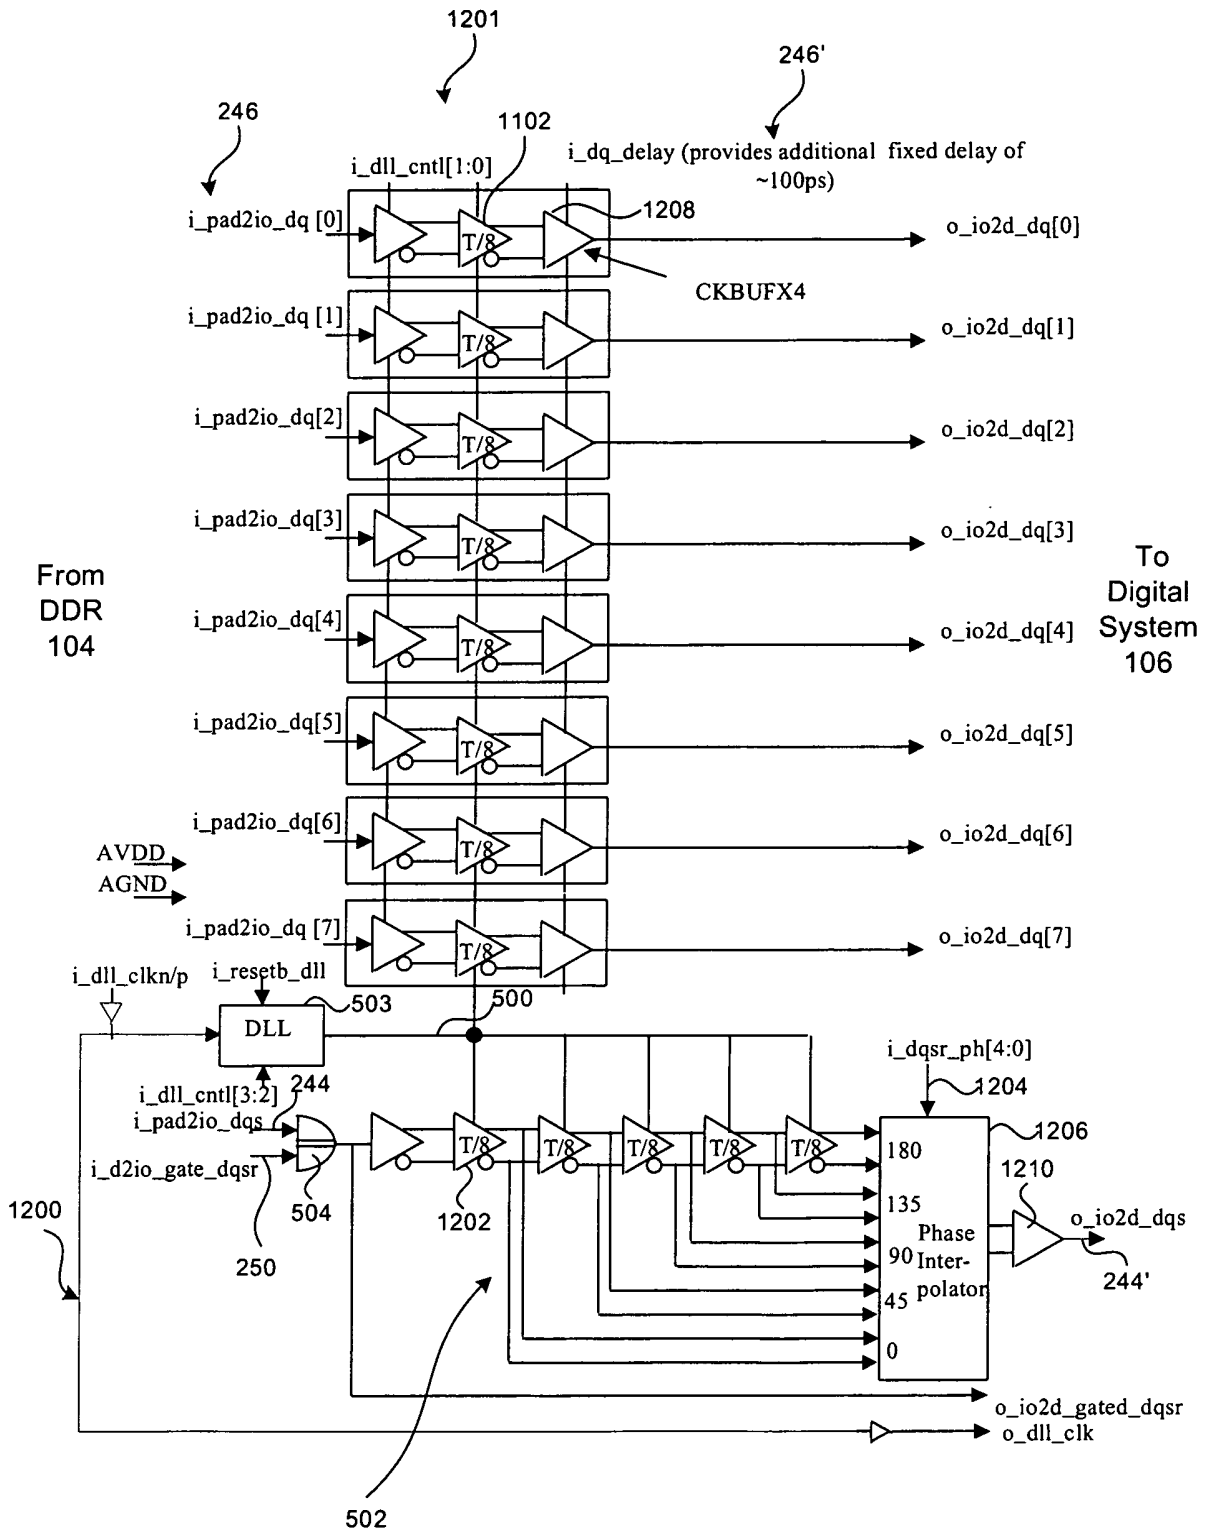 1201
246'
246
1102
i_dll_cntl[1:0]
i_dq_delay (provides additional fixed delay of
~100ps)
i_pad2io_dq [0]
T/8
1208
o_io2d_dq[0]
CKBUFX4
i_pad2io_dq [1]
T/8
o_io2d_dq[1]
i_pad2io_dq[2]
T/8
o_io2d_dq[2]
i_pad2io_dq[3]
T/8
o_io2d_dq[3]
From
DDR
104
To
Digital
System
106
i_pad2io_dq[4]
T/8
o_io2d_dq[4]
i_pad2io_dq[5]
T/8
o_io2d_dq[5]
i_pad2io_dq[6]
T/8
o_io2d_dq[6]
AVDD
AGND
i_pad2io_dq [7]
T/8
o_io2d_dq[7]
i_dll_clkn/p
i_resetb_dll
503
500
DLL
i_dll_cntl[3:2]
244
i_pad2io_dqs
i_d2io_gate_dqsr
504
250
1200
T/8
T/8
T/8
T/8
T/8
1202
502
i_dqsr_ph[4:0]
1204
1206
180
135
90
45
0
Phase
Inter-
polator
1210
o_io2d_dqs
244'
o_io2d_gated_dqsr
o_dll_clk